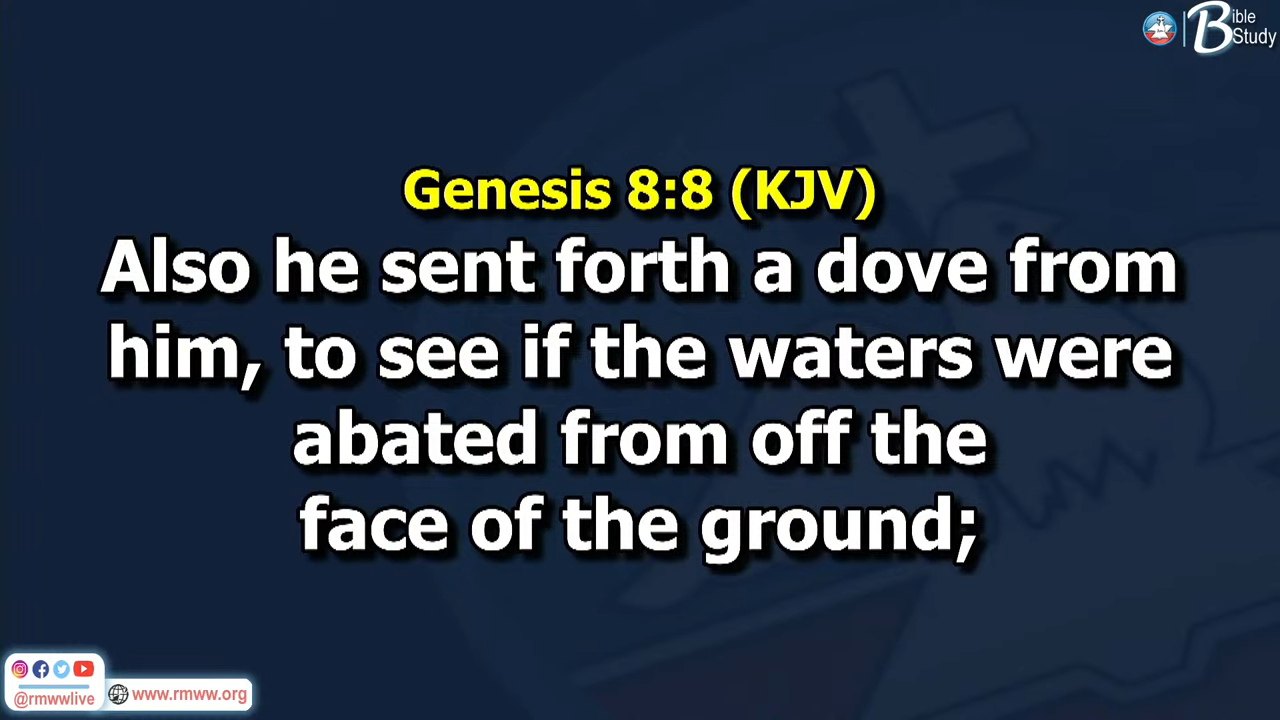 Bible
Study
Genesis 8:8 (KJV)
Also he sent forth a dove from
him, to see if the waters were
abated from off the
face of the ground;
@rmwwlive
www.rmww.org